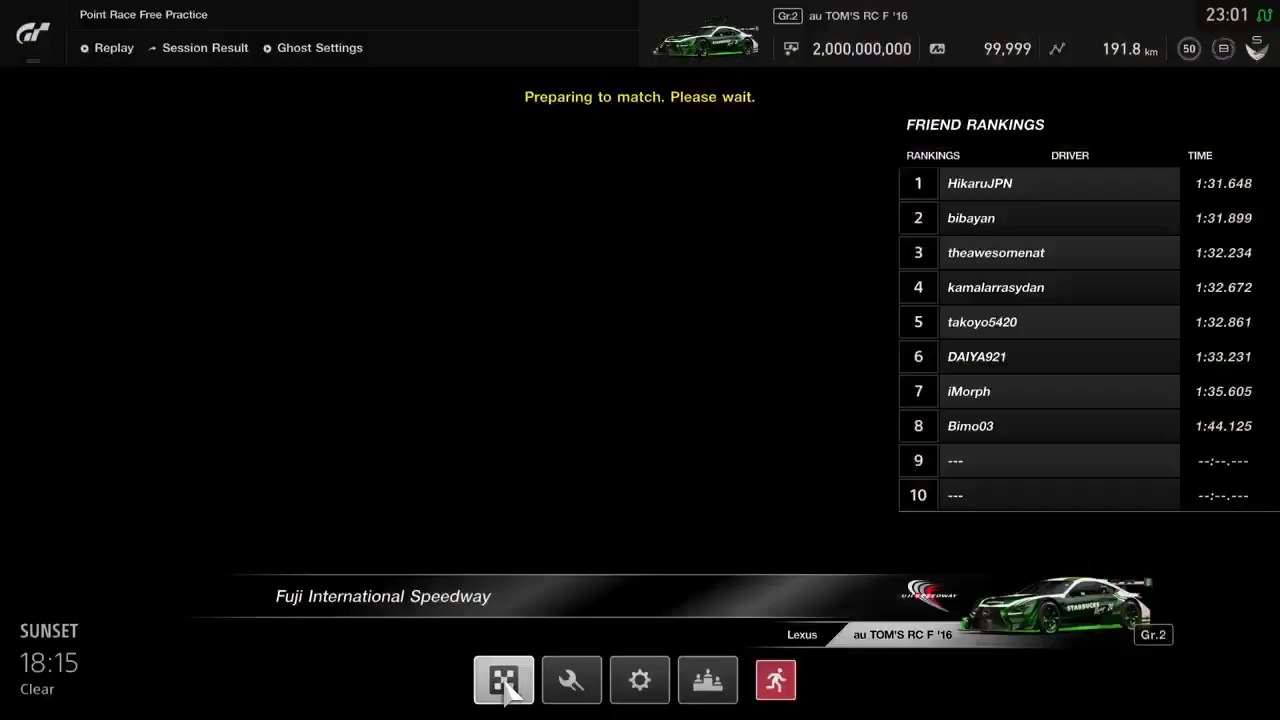 Point Race Free Practice
Replay
Session Result
Ghost Settings
Gr.2
au TOM'S RC F '16
23:01
2,000,000,000
99,999
191.8 km
50
B
S
Preparing to match. Please wait.
FRIEND RANKINGS
RANKINGS DRIVER TIME
1 HikaruJPN 1:31.648
2 bibayan 1:31.899
3 theawesomenat 1:32.234
4 kamalarrasydan 1:32.672
5 takoyo5420 1:32.861
6 DAIYA921 1:33.231
7 iMorph 1:35.605
8 Bimo03 1:44.125
9 --- --:--.---
10 --- --:--.---
Fuji International Speedway
FUJI SPEEDWAY
STARBUCKS
Lexus
au TOM'S RC F '16
Gr.2
SUNSET
18:15
Clear